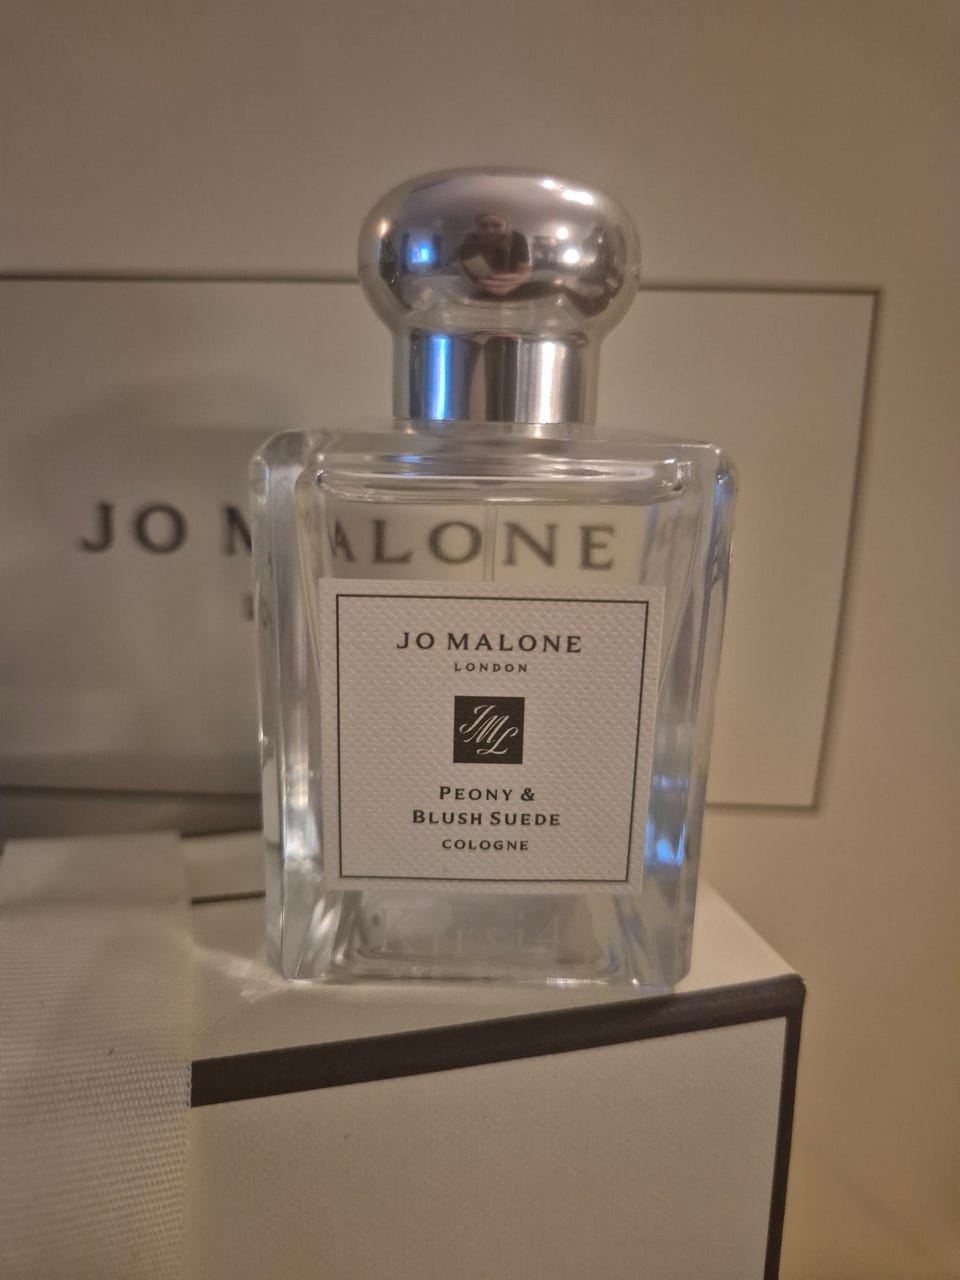 JO MALONE
JO MALONE
LONDON
JML
PEONY &
BLUSH SUEDE
COLOGNE